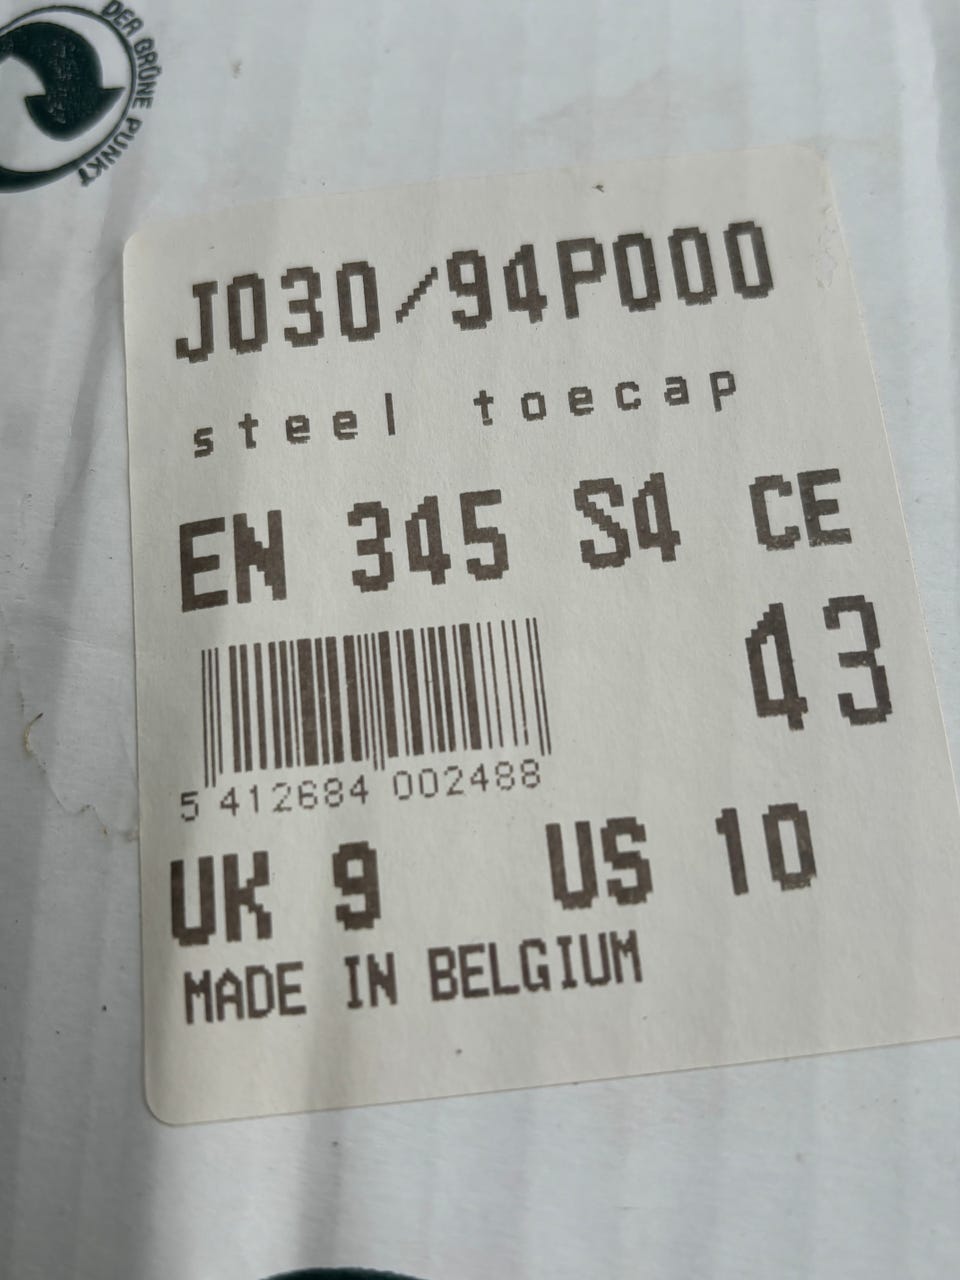 DER GRÜNE PUNKT
J030/94P000
steel toecap
EN 345 S4 CE
43
5 412684 002488
UK 9 US 10
MADE IN BELGIUM